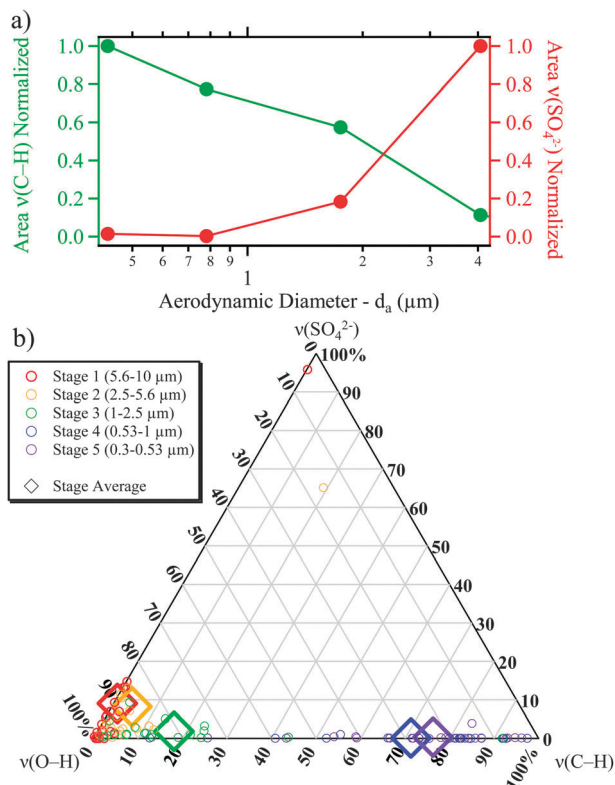 a)
1.0
0.8
0.6
0.4
0.2
0.0
Area ν(C–H) Normalized
1.0
0.8
0.6
0.4
0.2
0.0
Area ν(SO₄²⁻) Normalized
5 6 7 8 9 1 2 3 4
Aerodynamic Diameter - dₐ (µm)
b)
ν(SO₄²⁻)
Stage 1 (5.6-10 µm)
Stage 2 (2.5-5.6 µm)
Stage 3 (1-2.5 µm)
Stage 4 (0.53-1 µm)
Stage 5 (0.3-0.53 µm)
Stage Average
0 100%
10 90
20 80
30 70
40 60
50 50
60 40
70 30
80 20
90 10
100% 0
ν(O–H)
ν(C–H)
0 10 20 30 40 50 60 70 80 90 100%